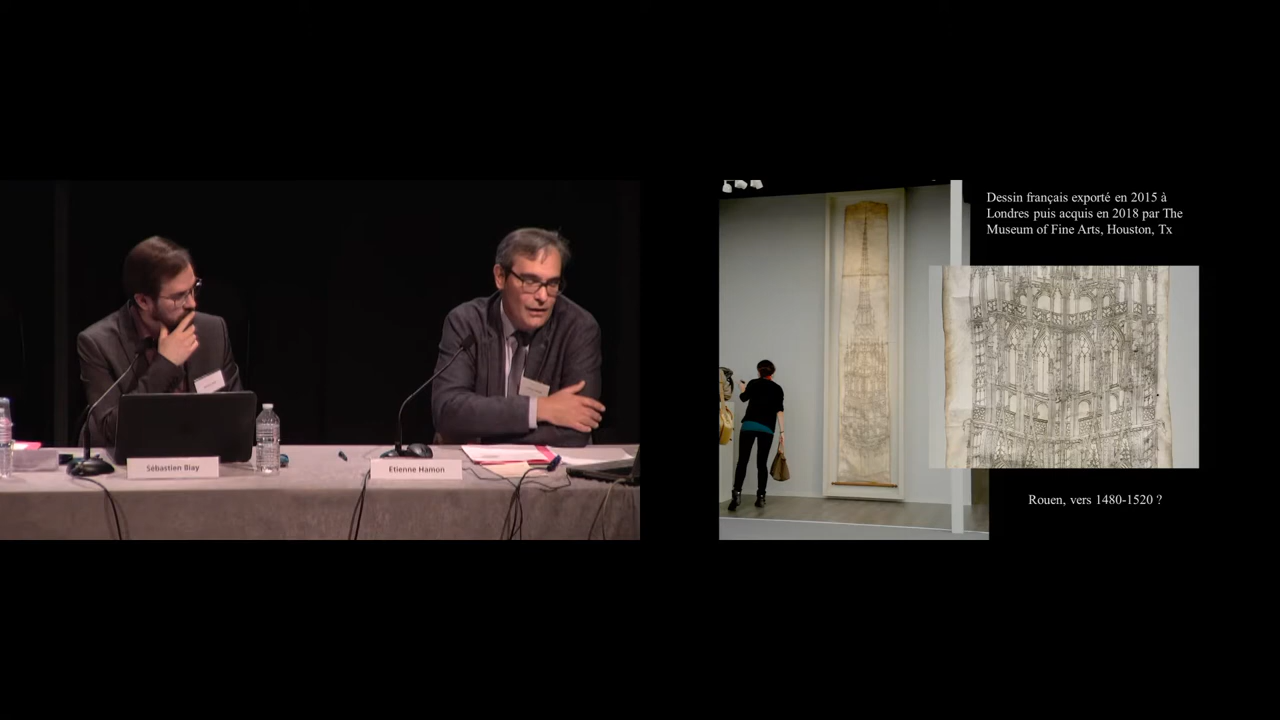 Dessin français exporté en 2015 à
Londres puis acquis en 2018 par The
Museum of Fine Arts, Houston, Tx
Rouen, vers 1480-1520 ?
Sébastien Biay
Etienne Hamon